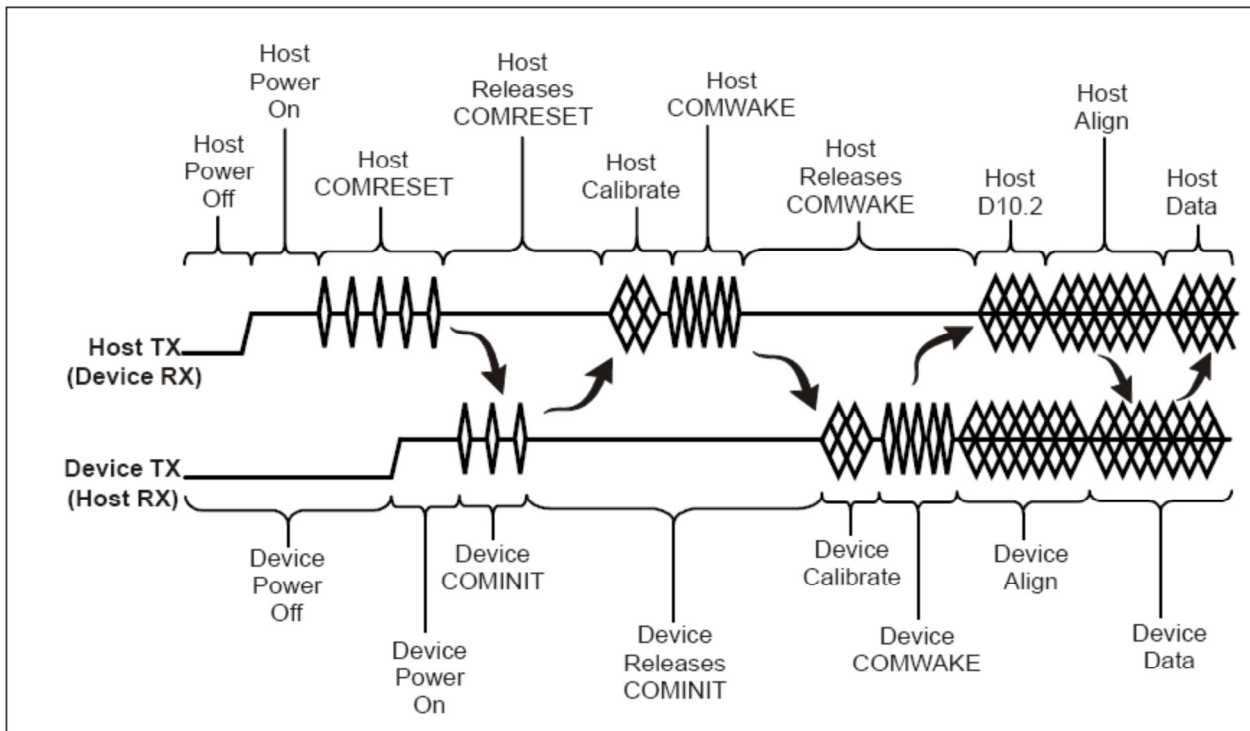 Host
Power
Off
Host
Power
On
Host
COMRESET
Host
Releases
COMRESET
Host
Calibrate
Host
COMWAKE
Host
Releases
COMWAKE
Host
D10.2
Host
Align
Host
Data
Host TX
(Device RX)
Device TX
(Host RX)
Device
Power
Off
Device
Power
On
Device
COMINIT
Device
Releases
COMINIT
Device
Calibrate
Device
COMWAKE
Device
Align
Device
Data